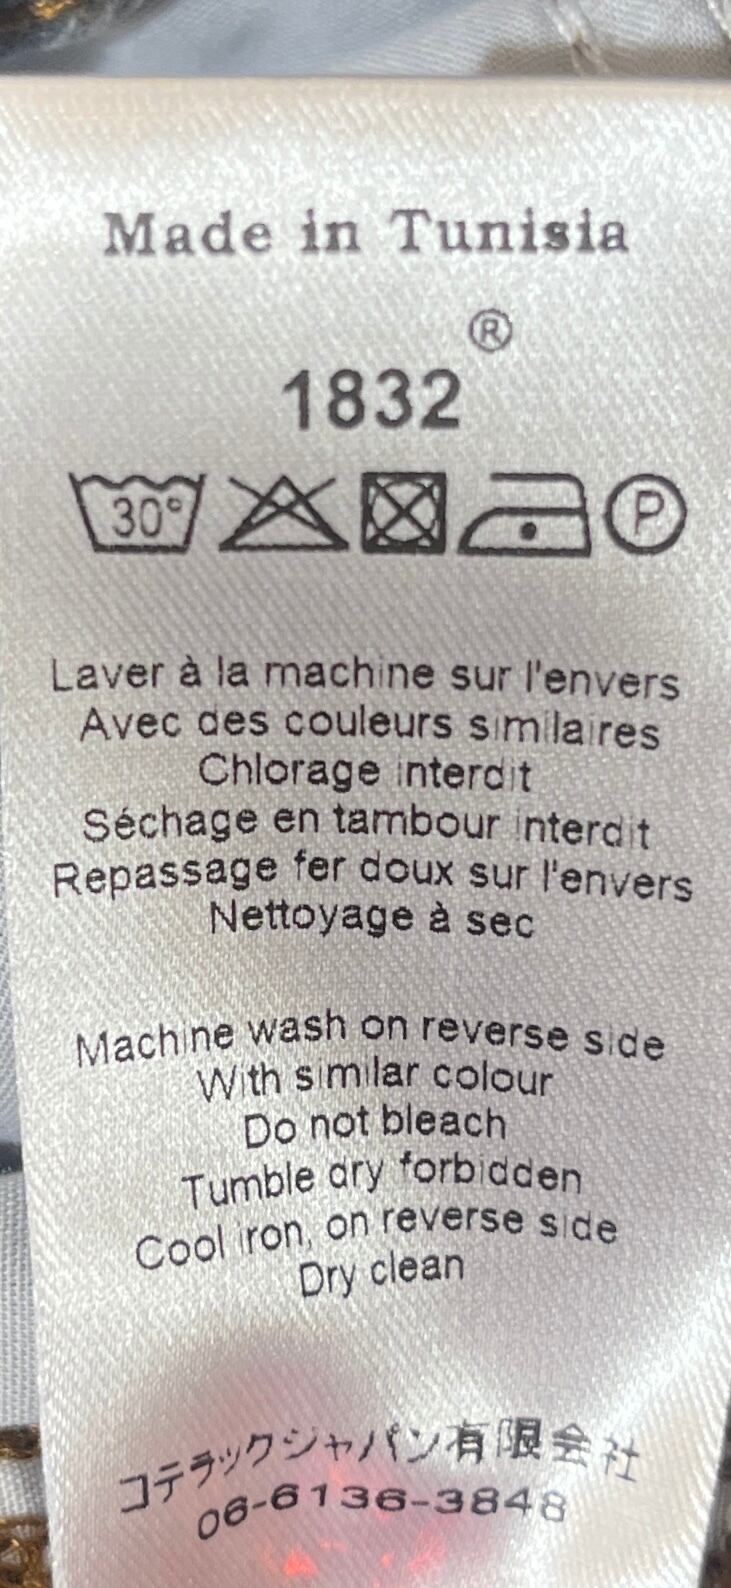 Made in Tunisia
®
1832
30° P
Laver à la machine sur l'envers
Avec des couleurs similaires
Chlorage interdit
Séchage en tambour interdit
Repassage fer doux sur l'envers
Nettoyage à sec
Machine wash on reverse side
With similar colour
Do not bleach
Tumble dry forbidden
Cool iron, on reverse side
Dry clean
コテラックジャパン有限会社
06-6136-3848